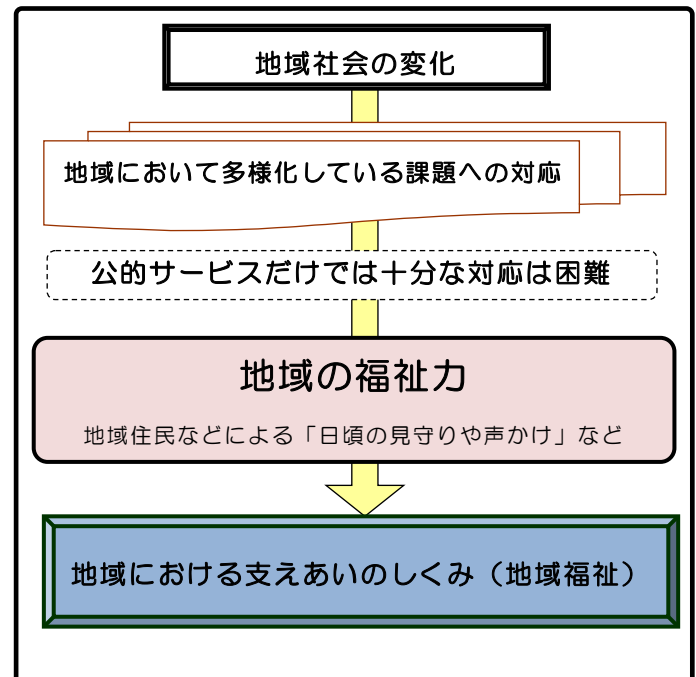 地域社会の変化
地域において多様化している課題への対応
公的サービスだけでは十分な対応は困難
地域の福祉力
地域住民などによる「日頃の見守りや声かけ」など
地域における支えあいのしくみ（地域福祉）